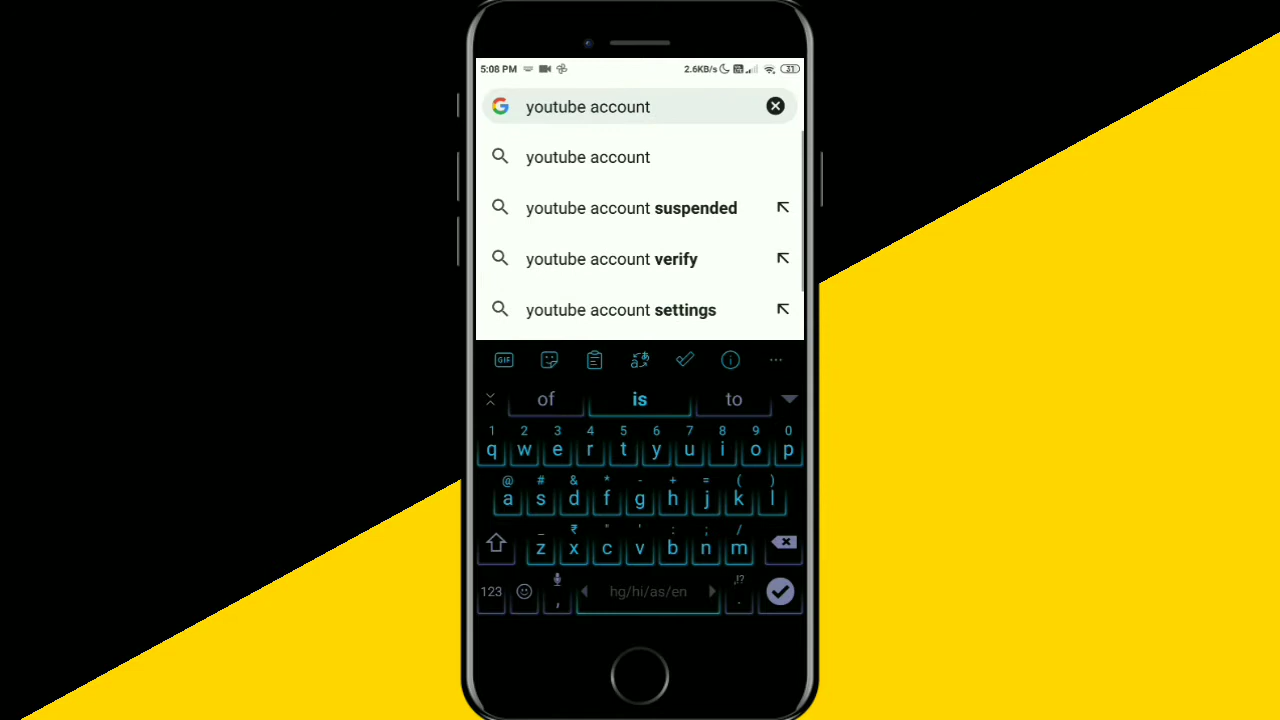 5:08 PM 2.6KB/s 31
youtube account
youtube account
youtube account suspended
youtube account verify
youtube account settings
GIF
of is to
1 2 3 4 5 6 7 8 9 0
q w e r t y u i o p
@ # & * - + = ( )
a s d f g h j k l
_ ₹ " ' : ; /
z x c v b n m
,!?
123 , hg/hi/as/en .